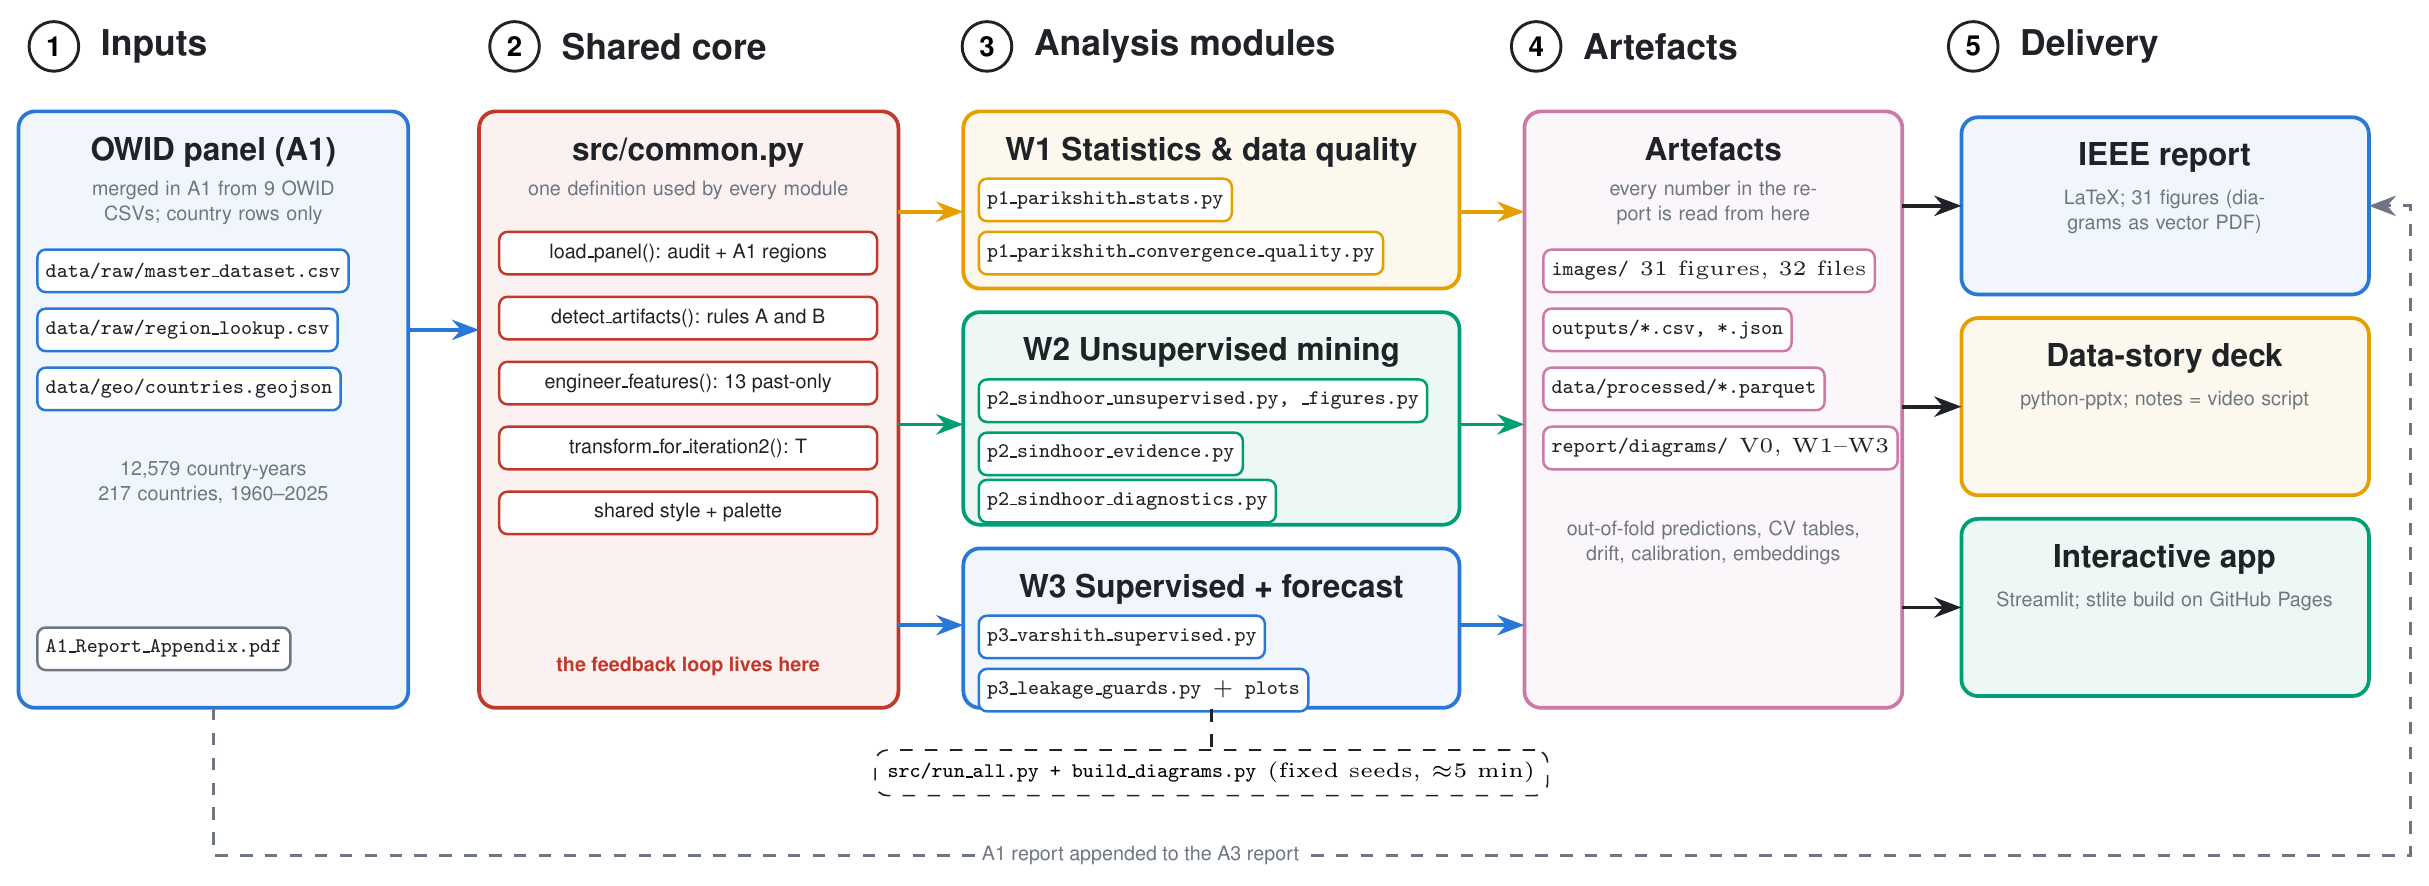 1 Inputs
2 Shared core
3 Analysis modules
4 Artefacts
5 Delivery
OWID panel (A1)
merged in A1 from 9 OWID
CSVs; country rows only
data/raw/master_dataset.csv
data/raw/region_lookup.csv
data/geo/countries.geojson
12,579 country-years
217 countries, 1960–2025
A1_Report_Appendix.pdf
src/common.py
one definition used by every module
load_panel(): audit + A1 regions
detect_artifacts(): rules A and B
engineer_features(): 13 past-only
transform_for_iteration2(): T
shared style + palette
the feedback loop lives here
W1 Statistics & data quality
p1_parikshith_stats.py
p1_parikshith_convergence_quality.py
W2 Unsupervised mining
p2_sindhoor_unsupervised.py, _figures.py
p2_sindhoor_evidence.py
p2_sindhoor_diagnostics.py
W3 Supervised + forecast
p3_varshith_supervised.py
p3_leakage_guards.py + plots
src/run_all.py + build_diagrams.py (fixed seeds, ≈5 min)
Artefacts
every number in the re-
port is read from here
images/ 31 figures, 32 files
outputs/*.csv, *.json
data/processed/*.parquet
report/diagrams/ V0, W1–W3
out-of-fold predictions, CV tables,
drift, calibration, embeddings
IEEE report
LaTeX; 31 figures (dia-
grams as vector PDF)
Data-story deck
python-pptx; notes = video script
Interactive app
Streamlit; stlite build on GitHub Pages
A1 report appended to the A3 report